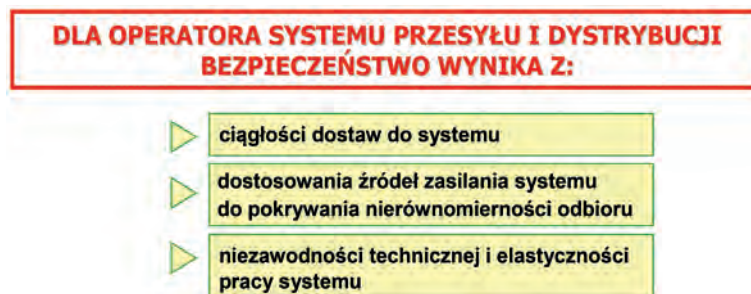 DLA OPERATORA SYSTEMU PRZESYŁU I DYSTRYBUCJI
BEZPIECZEŃSTWO WYNIKA Z:
ciągłości dostaw do systemu
dostosowania źródeł zasilania systemu
do pokrywania nierównomierności odbioru
niezawodności technicznej i elastyczności
pracy systemu